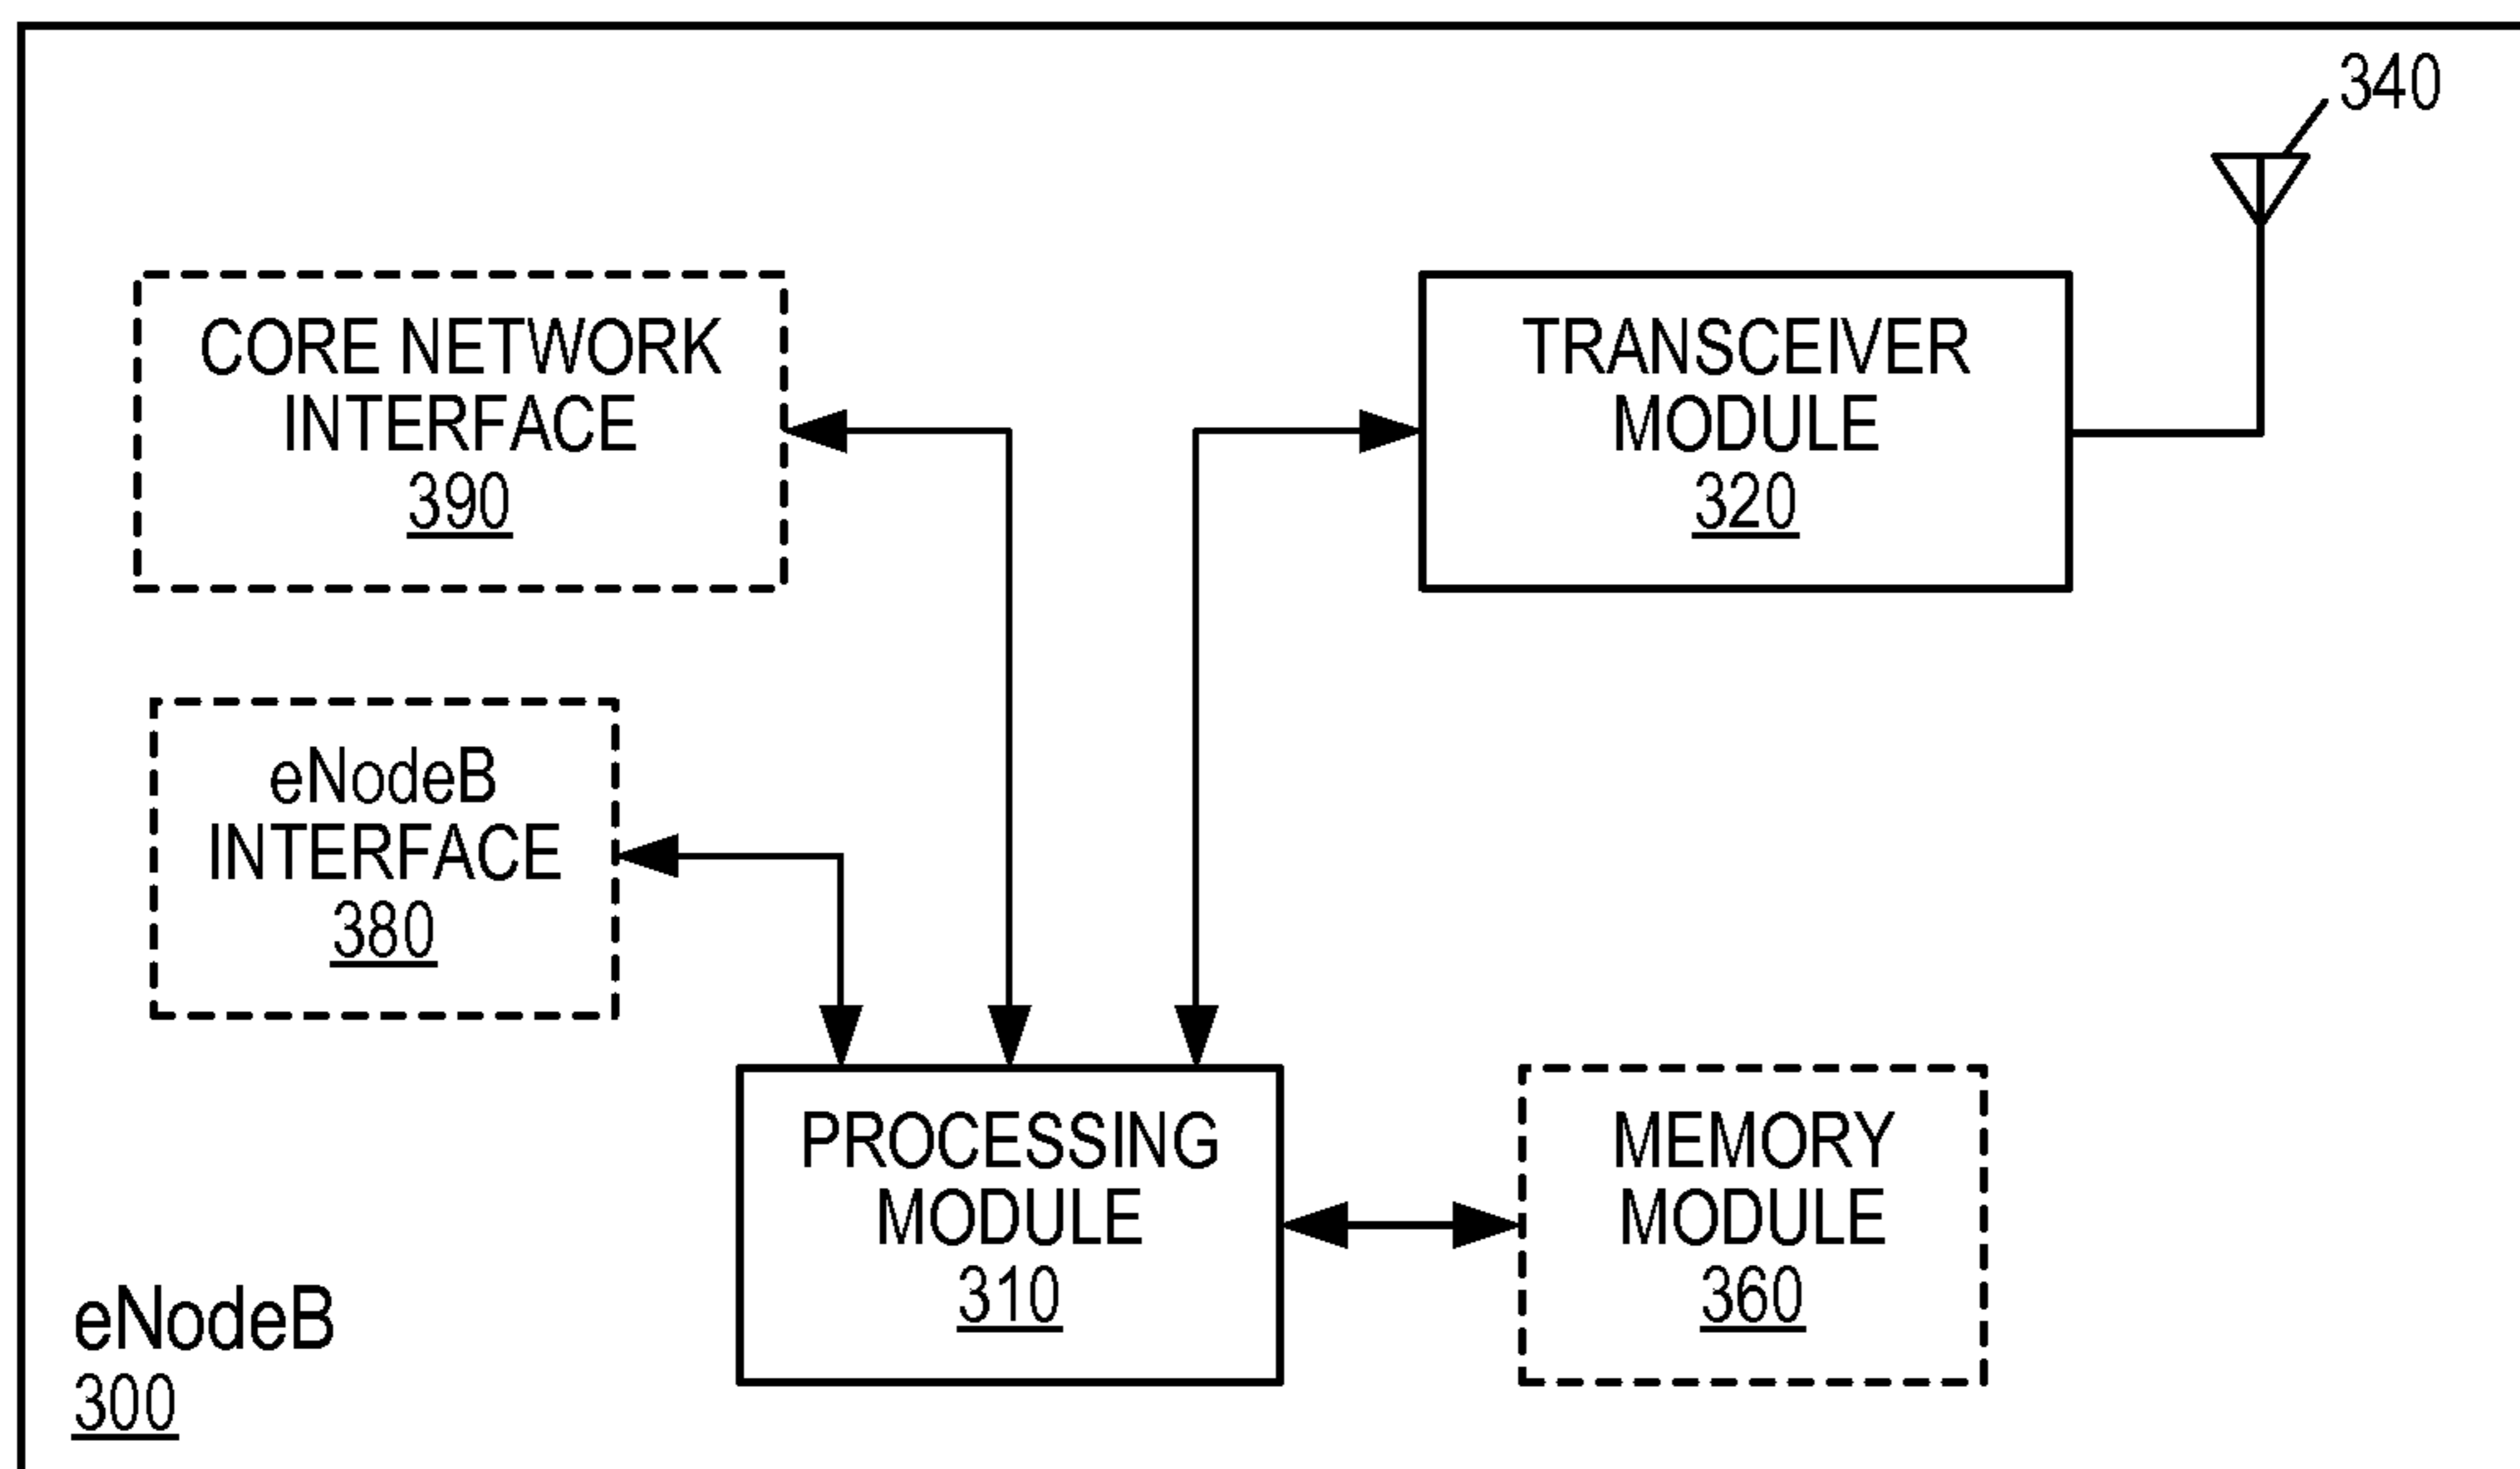 340
CORE NETWORK
INTERFACE
390
TRANSCEIVER
MODULE
320
eNodeB
INTERFACE
380
PROCESSING
MODULE
310
MEMORY
MODULE
360
eNodeB
300